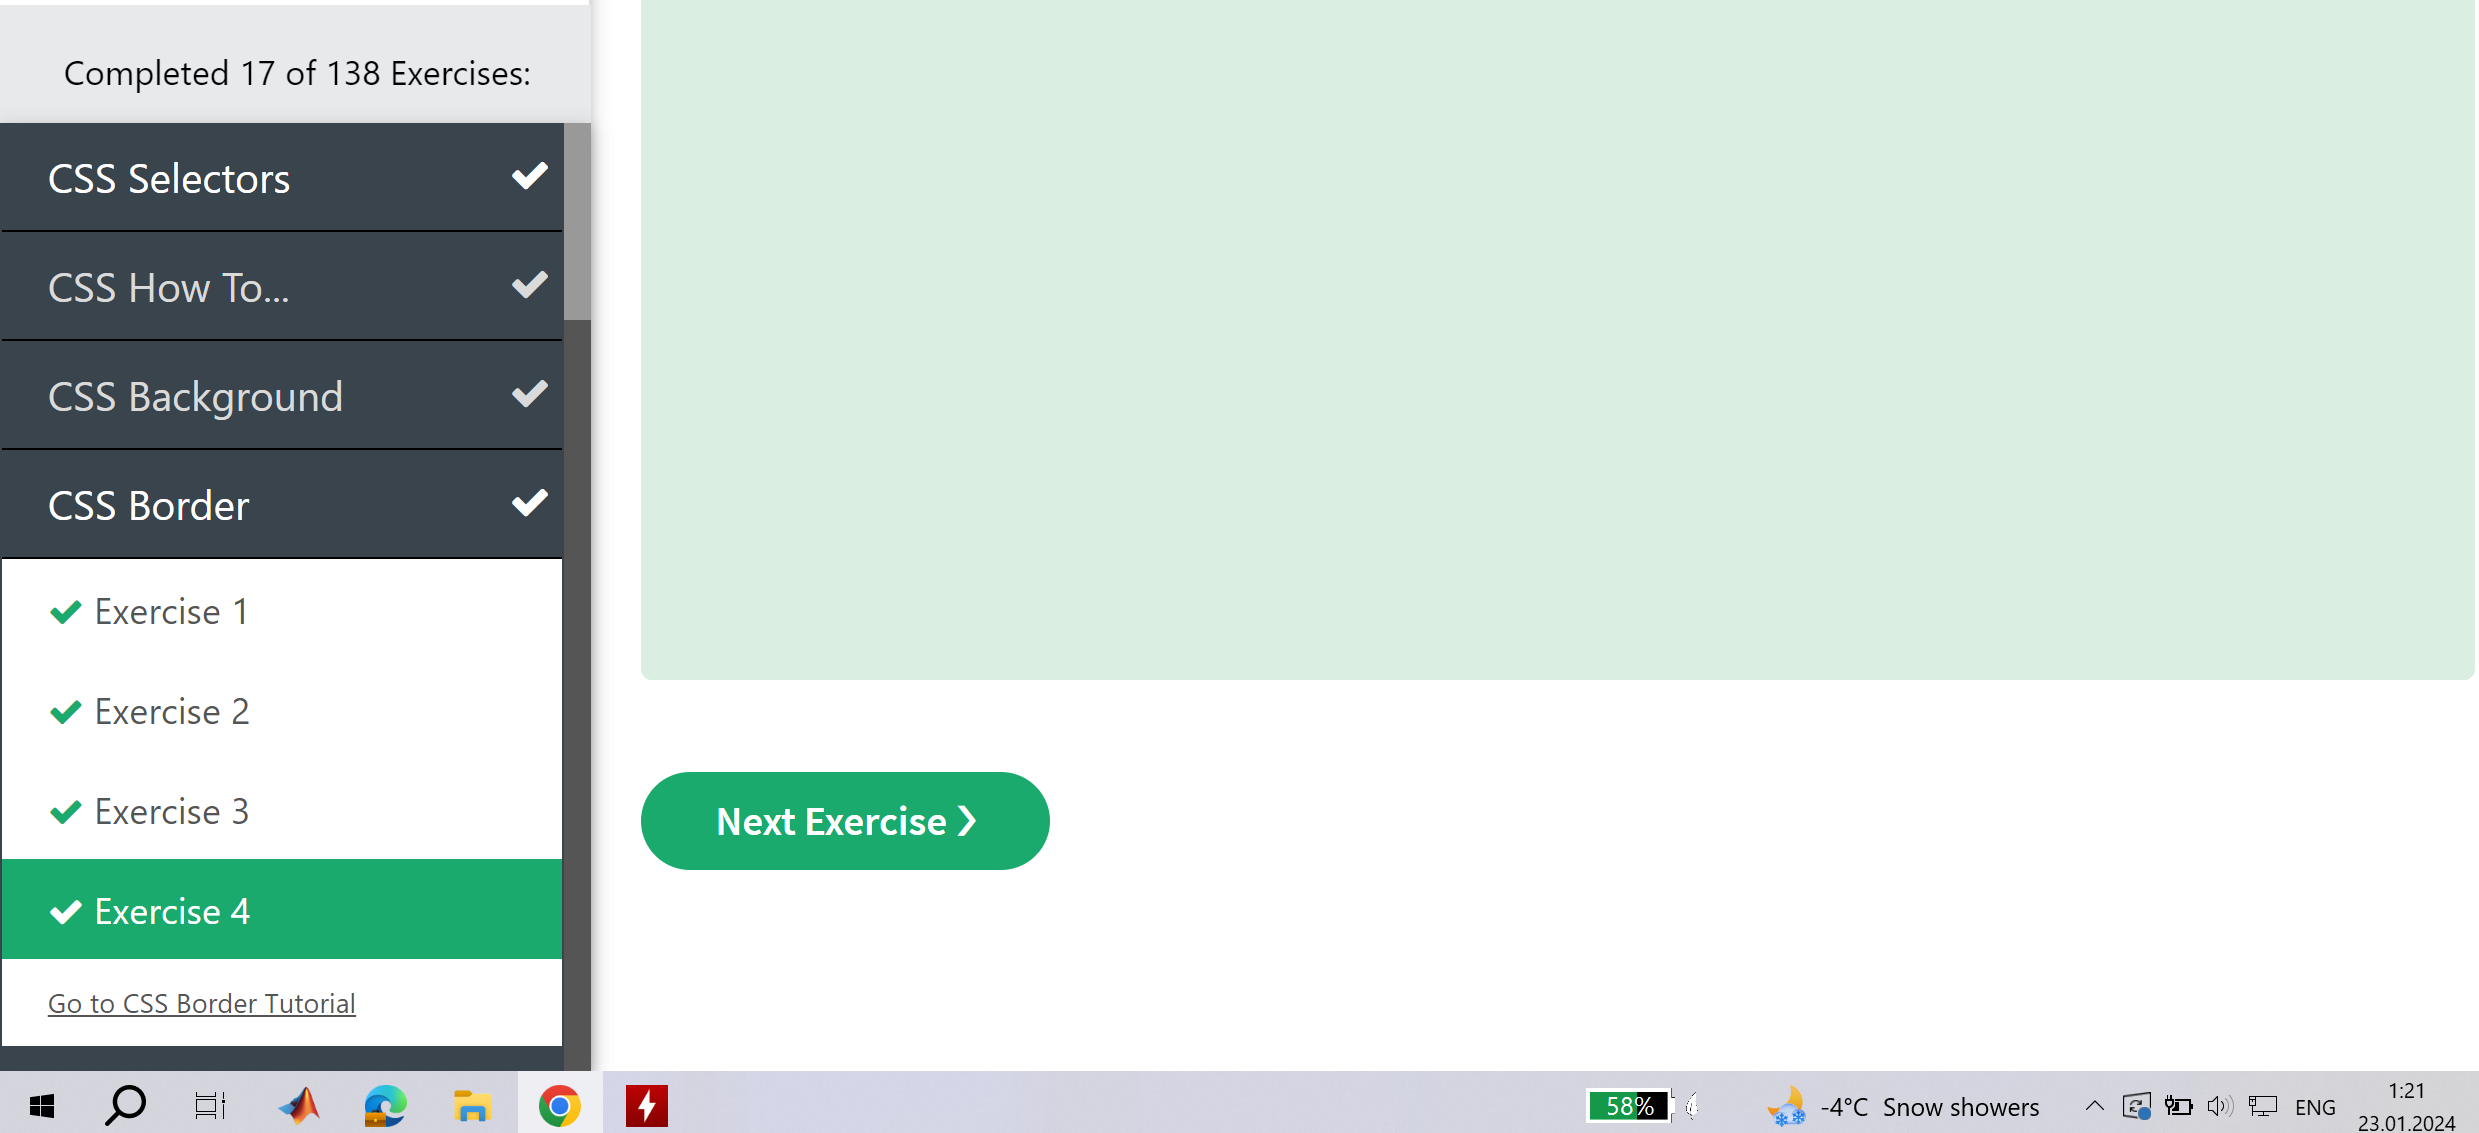 Completed 17 of 138 Exercises:
CSS Selectors
CSS How To...
CSS Background
CSS Border
Exercise 1
Exercise 2
Exercise 3
Exercise 4
Go to CSS Border Tutorial
Next Exercise ❯
58%
-4°C Snow showers
ENG
1:21
23.01.2024